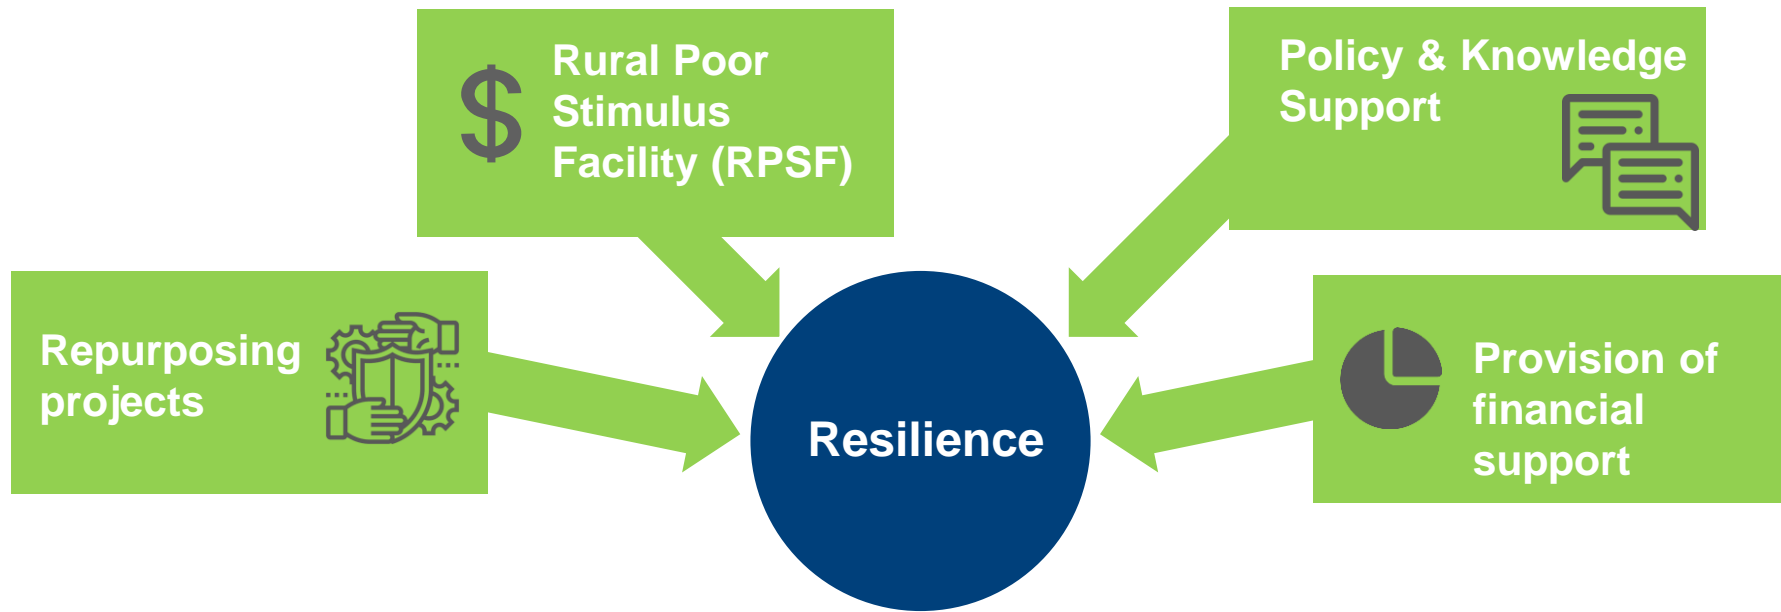 Rural Poor
Stimulus
Facility (RPSF)
Policy & Knowledge
Support
Repurposing
projects
Provision of
financial
support
Resilience